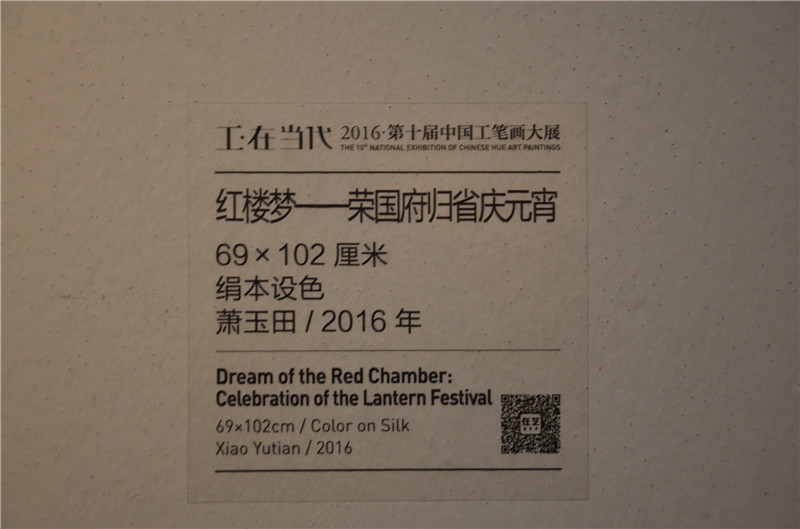 工·在当代 2016·第十届中国工笔画大展
THE 10TH NATIONAL EXHIBITION OF CHINESE HUE ART PAINTINGS
红楼梦——荣国府归省庆元宵
69 × 102 厘米
绢本设色
萧玉田 / 2016 年
Dream of the Red Chamber:
Celebration of the Lantern Festival
69×102cm / Color on Silk
Xiao Yutian / 2016
在艺